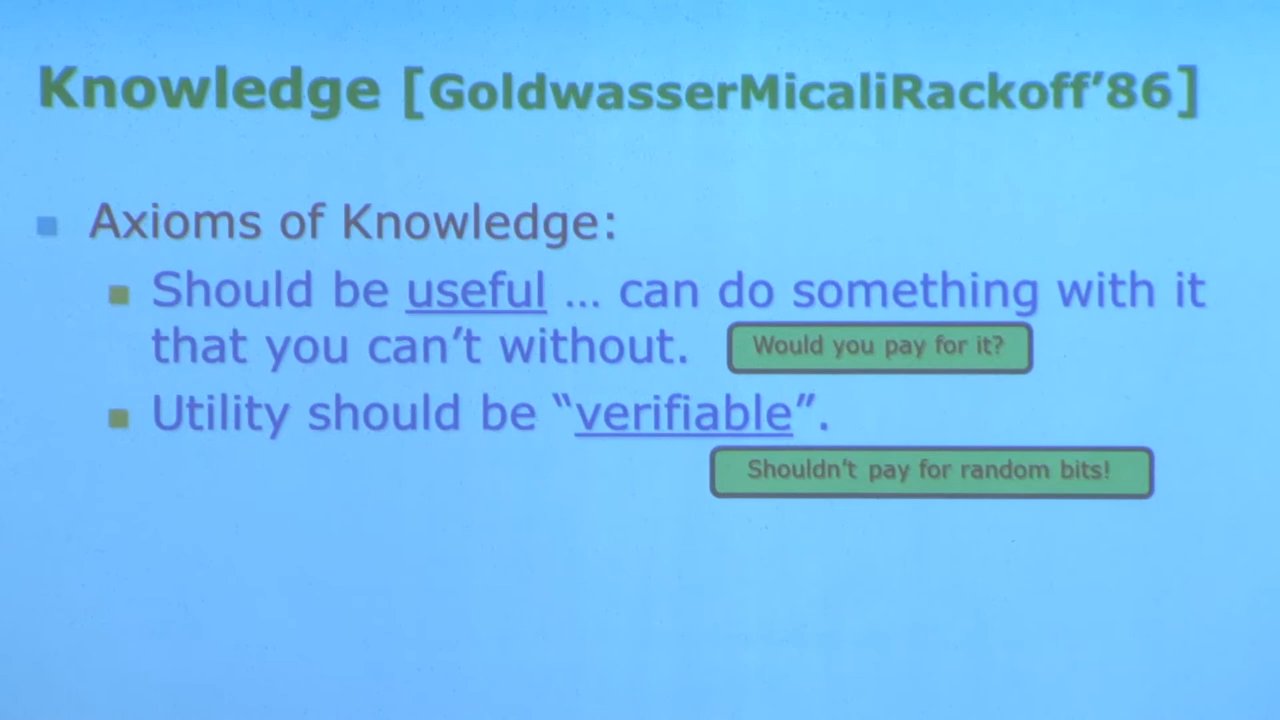 Knowledge [GoldwasserMicaliRackoff’86]
Axioms of Knowledge:
Should be useful … can do something with it
that you can’t without.
Would you pay for it?
Utility should be “verifiable”.
Shouldn’t pay for random bits!